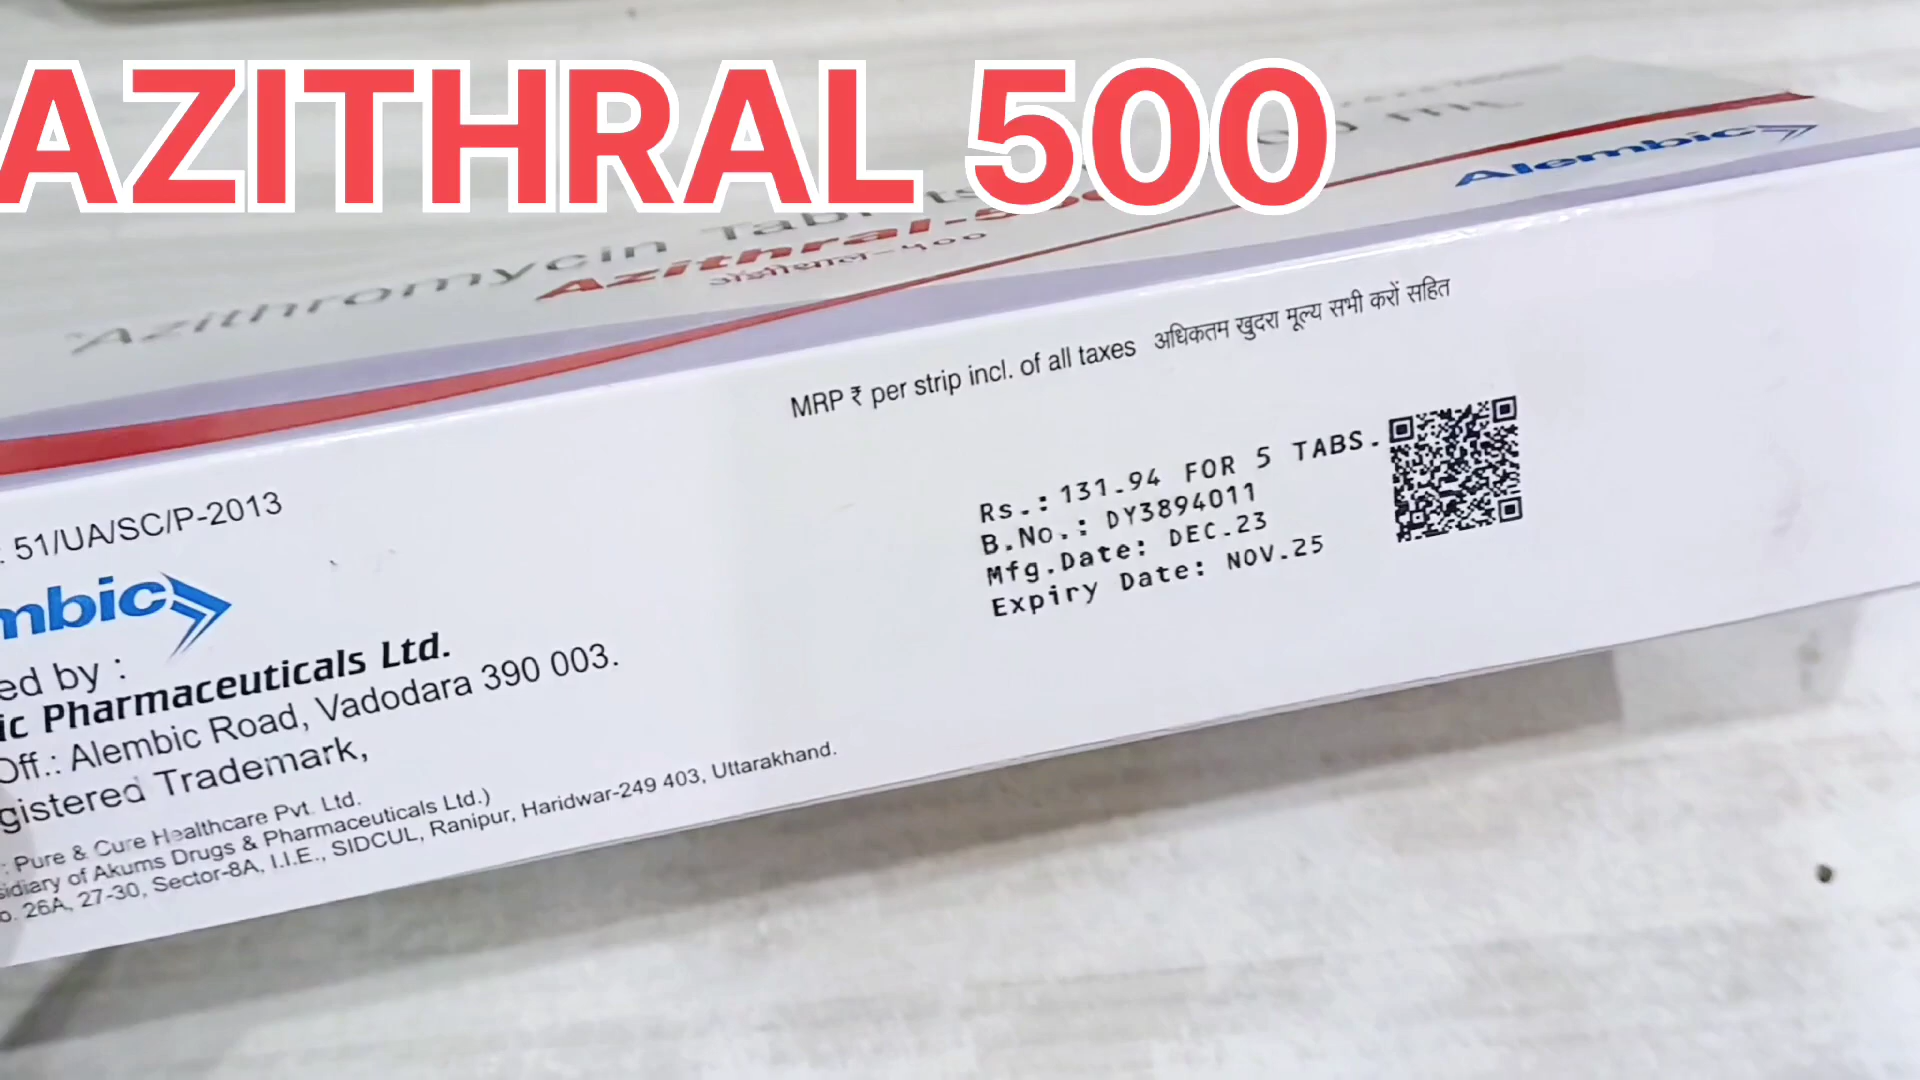 AZITHRAL 500
Azithromycin Tablets
Azithral-500
अज़ीथ्राल-५००
Alembic
MRP ₹ per strip incl. of all taxes अधिकतम खुदरा मूल्य सभी करों सहित
Rs.: 131.94 FOR 5 TABS.
B.No.: DY3894011
Mfg.Date: DEC.23
Expiry Date: NOV.25
: 51/UA/SC/P-2013
mbic
ed by :
ic Pharmaceuticals Ltd.
Off.: Alembic Road, Vadodara 390 003.
gistered Trademark,
: Pure & Cure Healthcare Pvt. Ltd.
sidiary of Akums Drugs & Pharmaceuticals Ltd.)
o. 26A, 27-30, Sector-8A, I.I.E., SIDCUL, Ranipur, Haridwar-249 403, Uttarakhand.